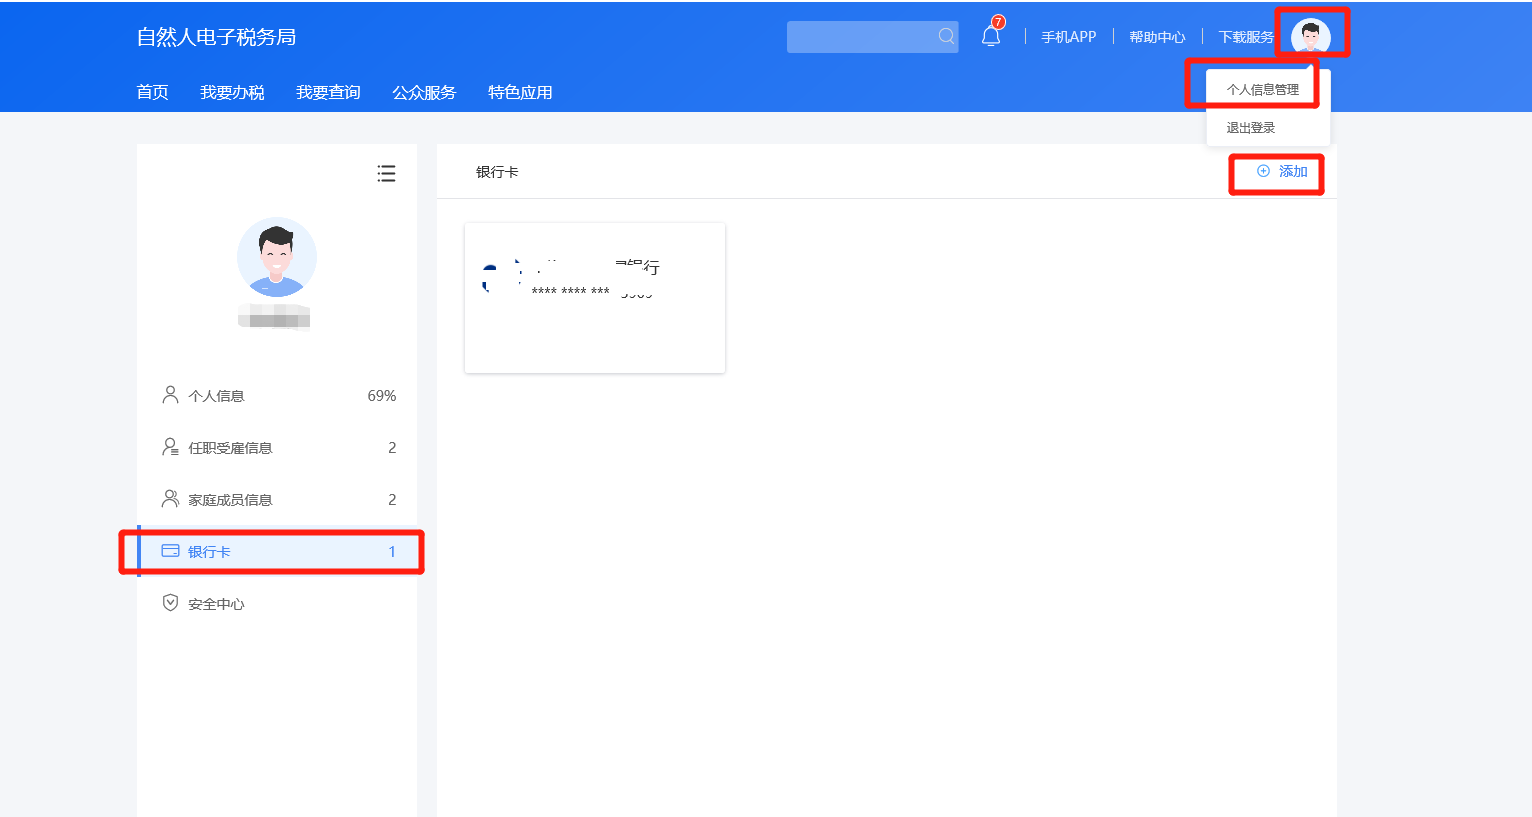 自然人电子税务局
7
手机APP
帮助中心
下载服务
首页
我要办税
我要查询
公众服务
特色应用
个人信息管理
退出登录
银行卡
添加
银行
**** **** ***
个人信息 69%
任职受雇信息 2
家庭成员信息 2
银行卡 1
安全中心